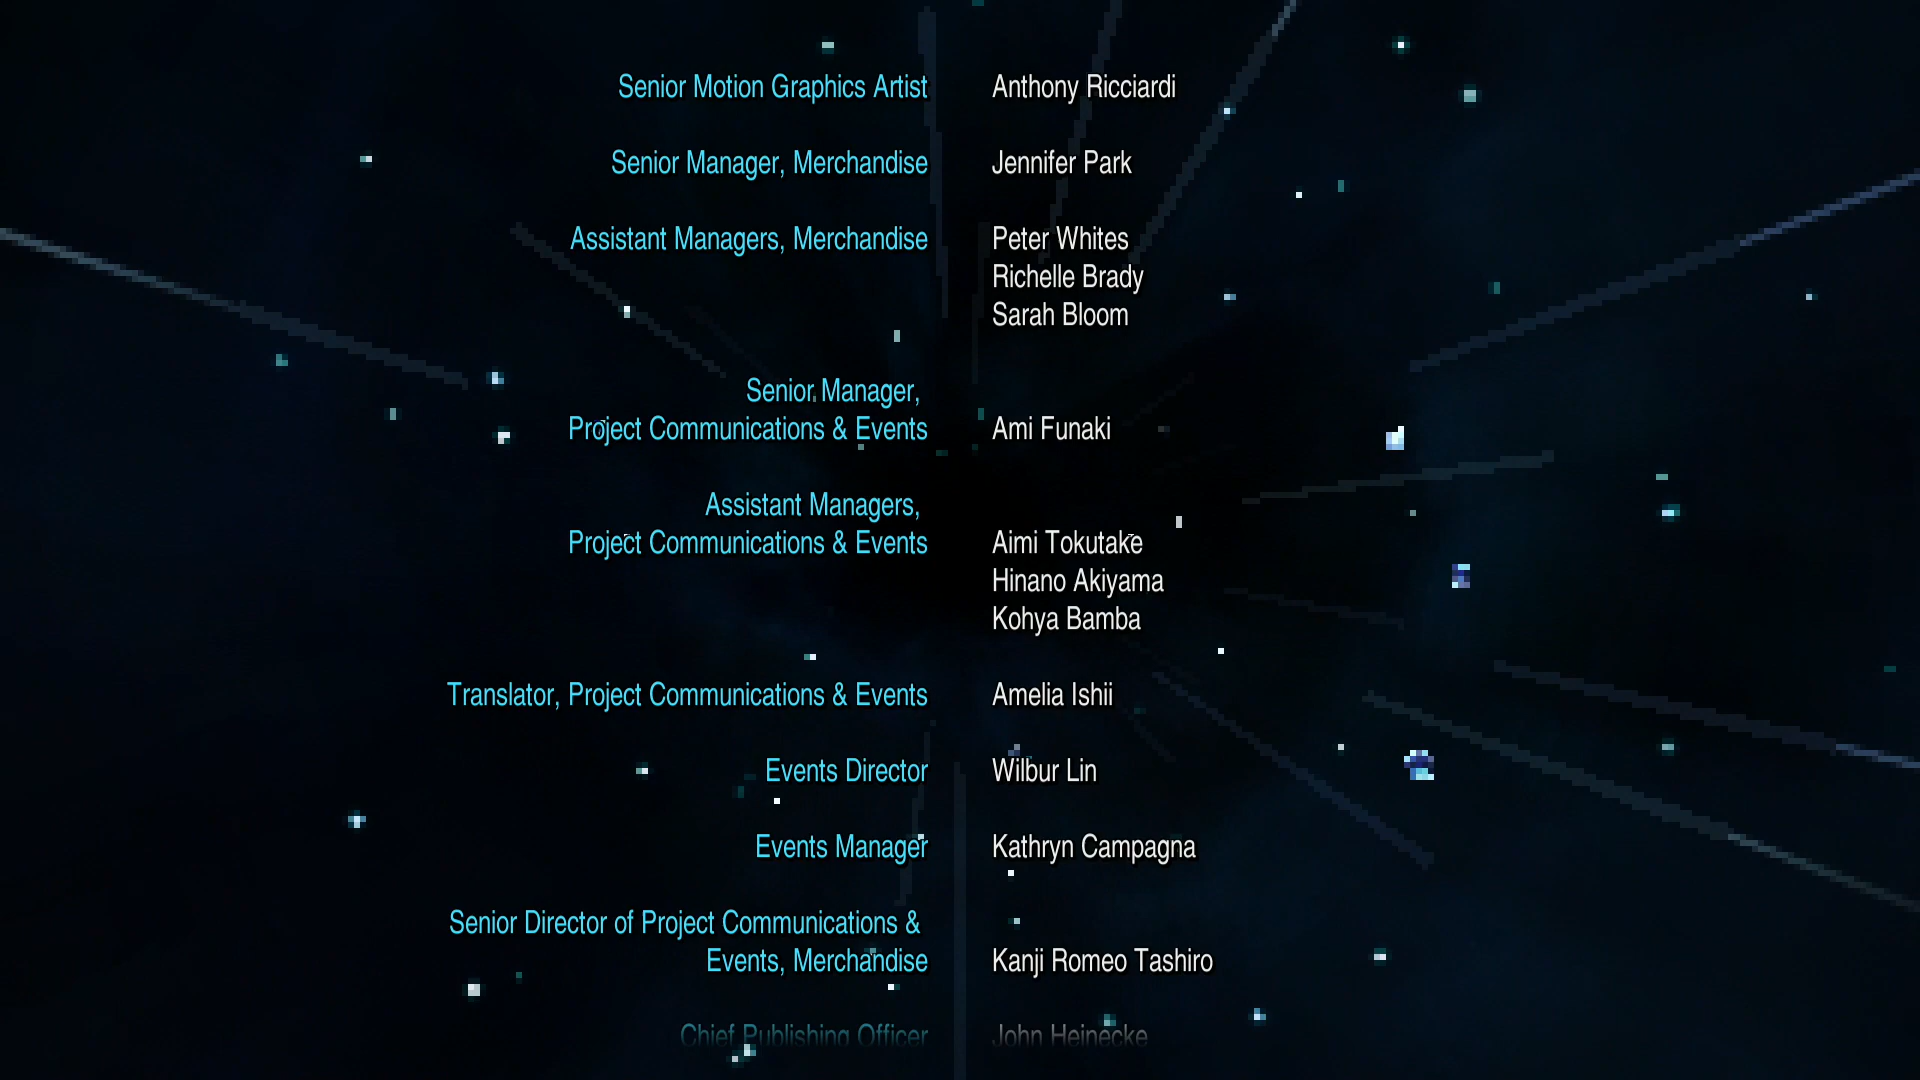 Senior Motion Graphics Artist Anthony Ricciardi
Senior Manager, Merchandise Jennifer Park
Assistant Managers, Merchandise Peter Whites
Richelle Brady
Sarah Bloom
Senior Manager,
Project Communications & Events Ami Funaki
Assistant Managers,
Project Communications & Events Aimi Tokutake
Hinano Akiyama
Kohya Bamba
Translator, Project Communications & Events Amelia Ishii
Events Director Wilbur Lin
Events Manager Kathryn Campagna
Senior Director of Project Communications &
Events, Merchandise Kanji Romeo Tashiro
Chief Publishing Officer John Heinecke